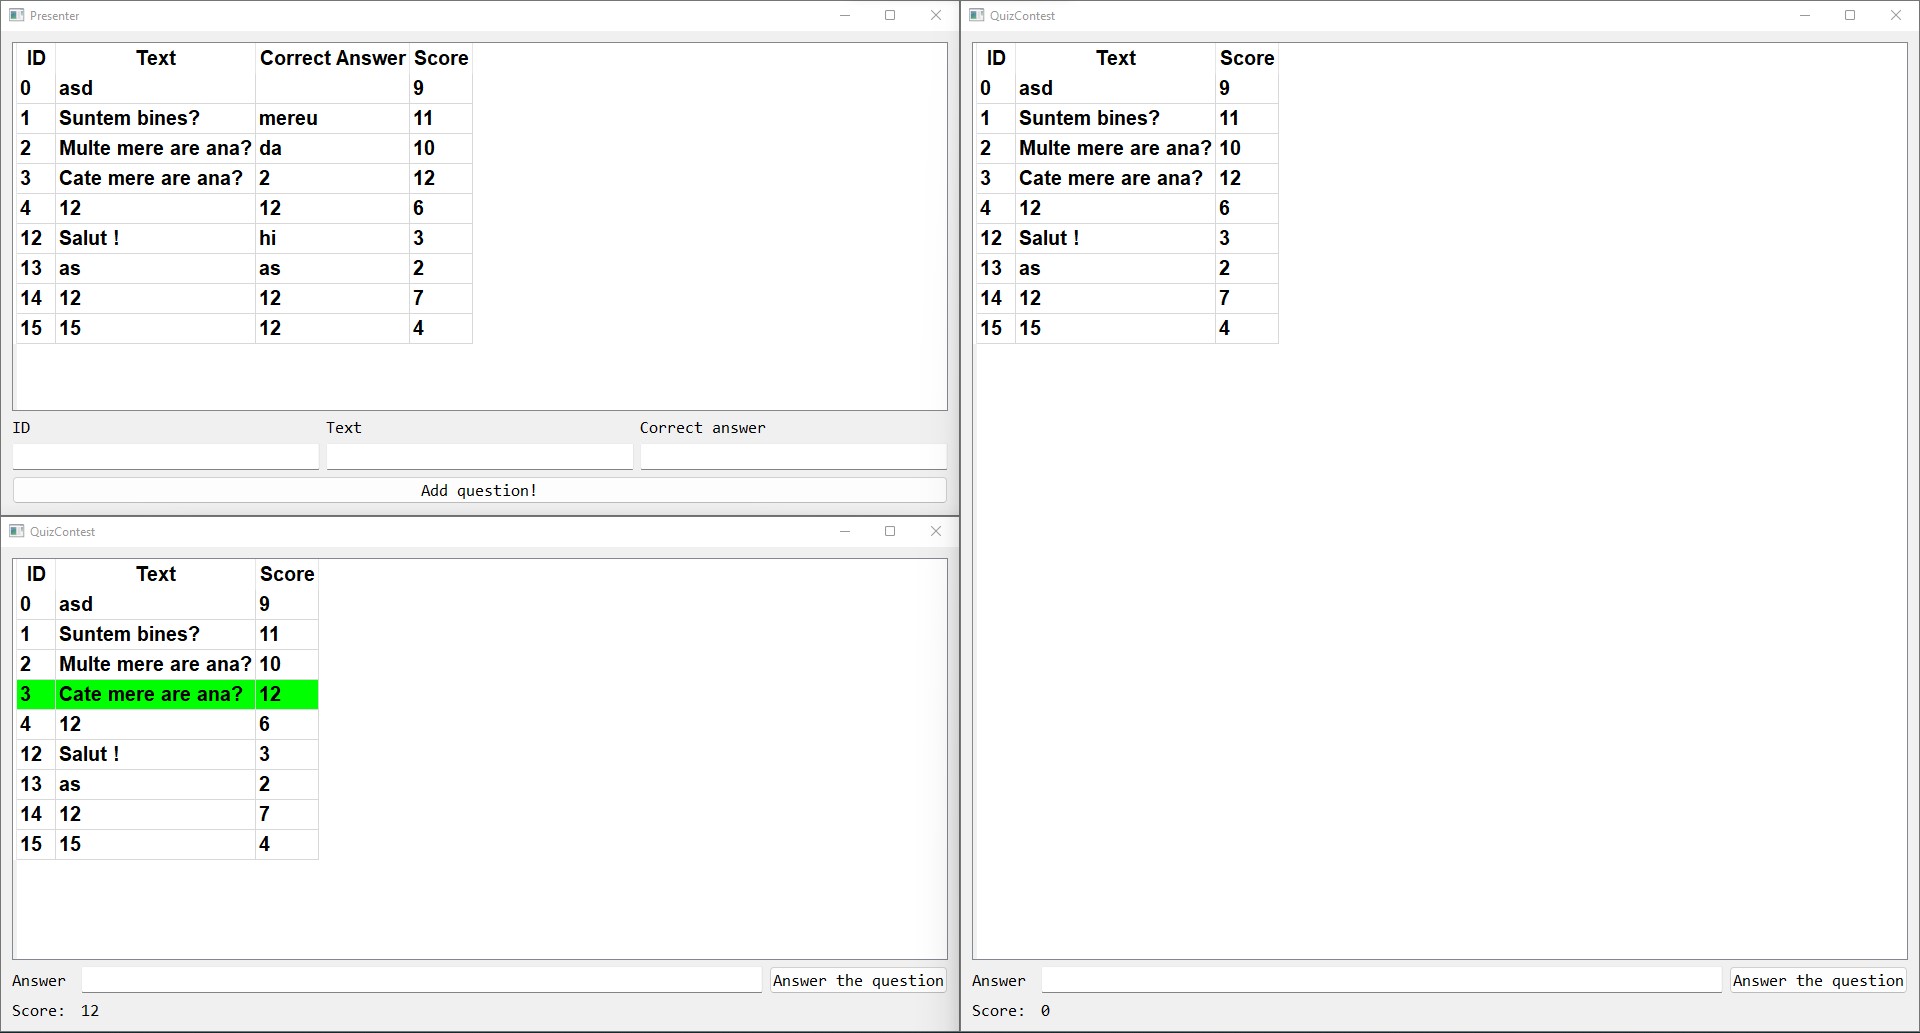 Presenter
ID Text Correct Answer Score
0 asd 9
1 Suntem bines? mereu 11
2 Multe mere are ana? da 10
3 Cate mere are ana? 2 12
4 12 12 6
12 Salut ! hi 3
13 as as 2
14 12 12 7
15 15 12 4
ID Text Correct answer
Add question!
QuizContest
ID Text Score
0 asd 9
1 Suntem bines? 11
2 Multe mere are ana? 10
3 Cate mere are ana? 12
4 12 6
12 Salut ! 3
13 as 2
14 12 7
15 15 4
Answer Answer the question
Score: 12
QuizContest
ID Text Score
0 asd 9
1 Suntem bines? 11
2 Multe mere are ana? 10
3 Cate mere are ana? 12
4 12 6
12 Salut ! 3
13 as 2
14 12 7
15 15 4
Answer Answer the question
Score: 0